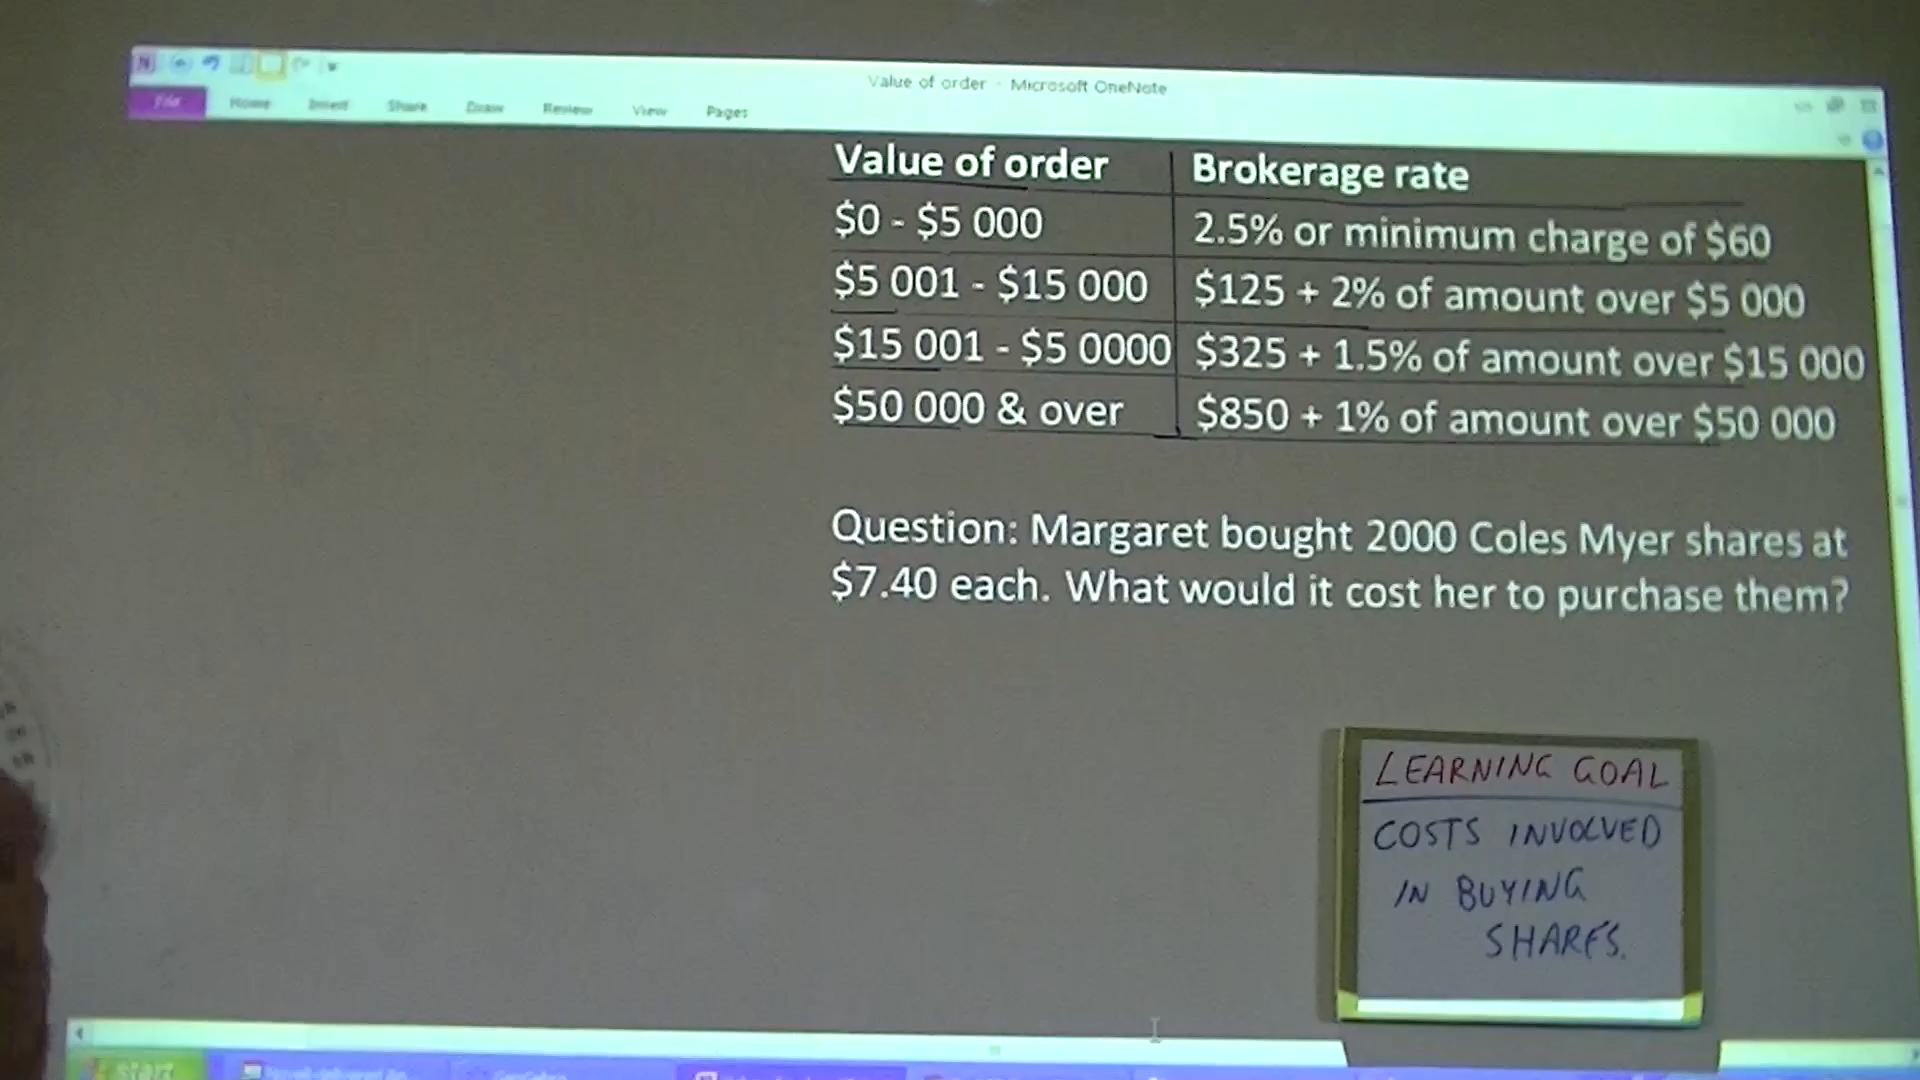 Value of order - Microsoft OneNote
File Home Insert Share Draw Review View Pages
Value of order Brokerage rate
$0 - $5 000 2.5% or minimum charge of $60
$5 001 - $15 000 $125 + 2% of amount over $5 000
$15 001 - $5 0000 $325 + 1.5% of amount over $15 000
$50 000 & over $850 + 1% of amount over $50 000
Question: Margaret bought 2000 Coles Myer shares at
$7.40 each. What would it cost her to purchase them?
LEARNING GOAL
COSTS INVOLVED
IN BUYING
SHARES.
start